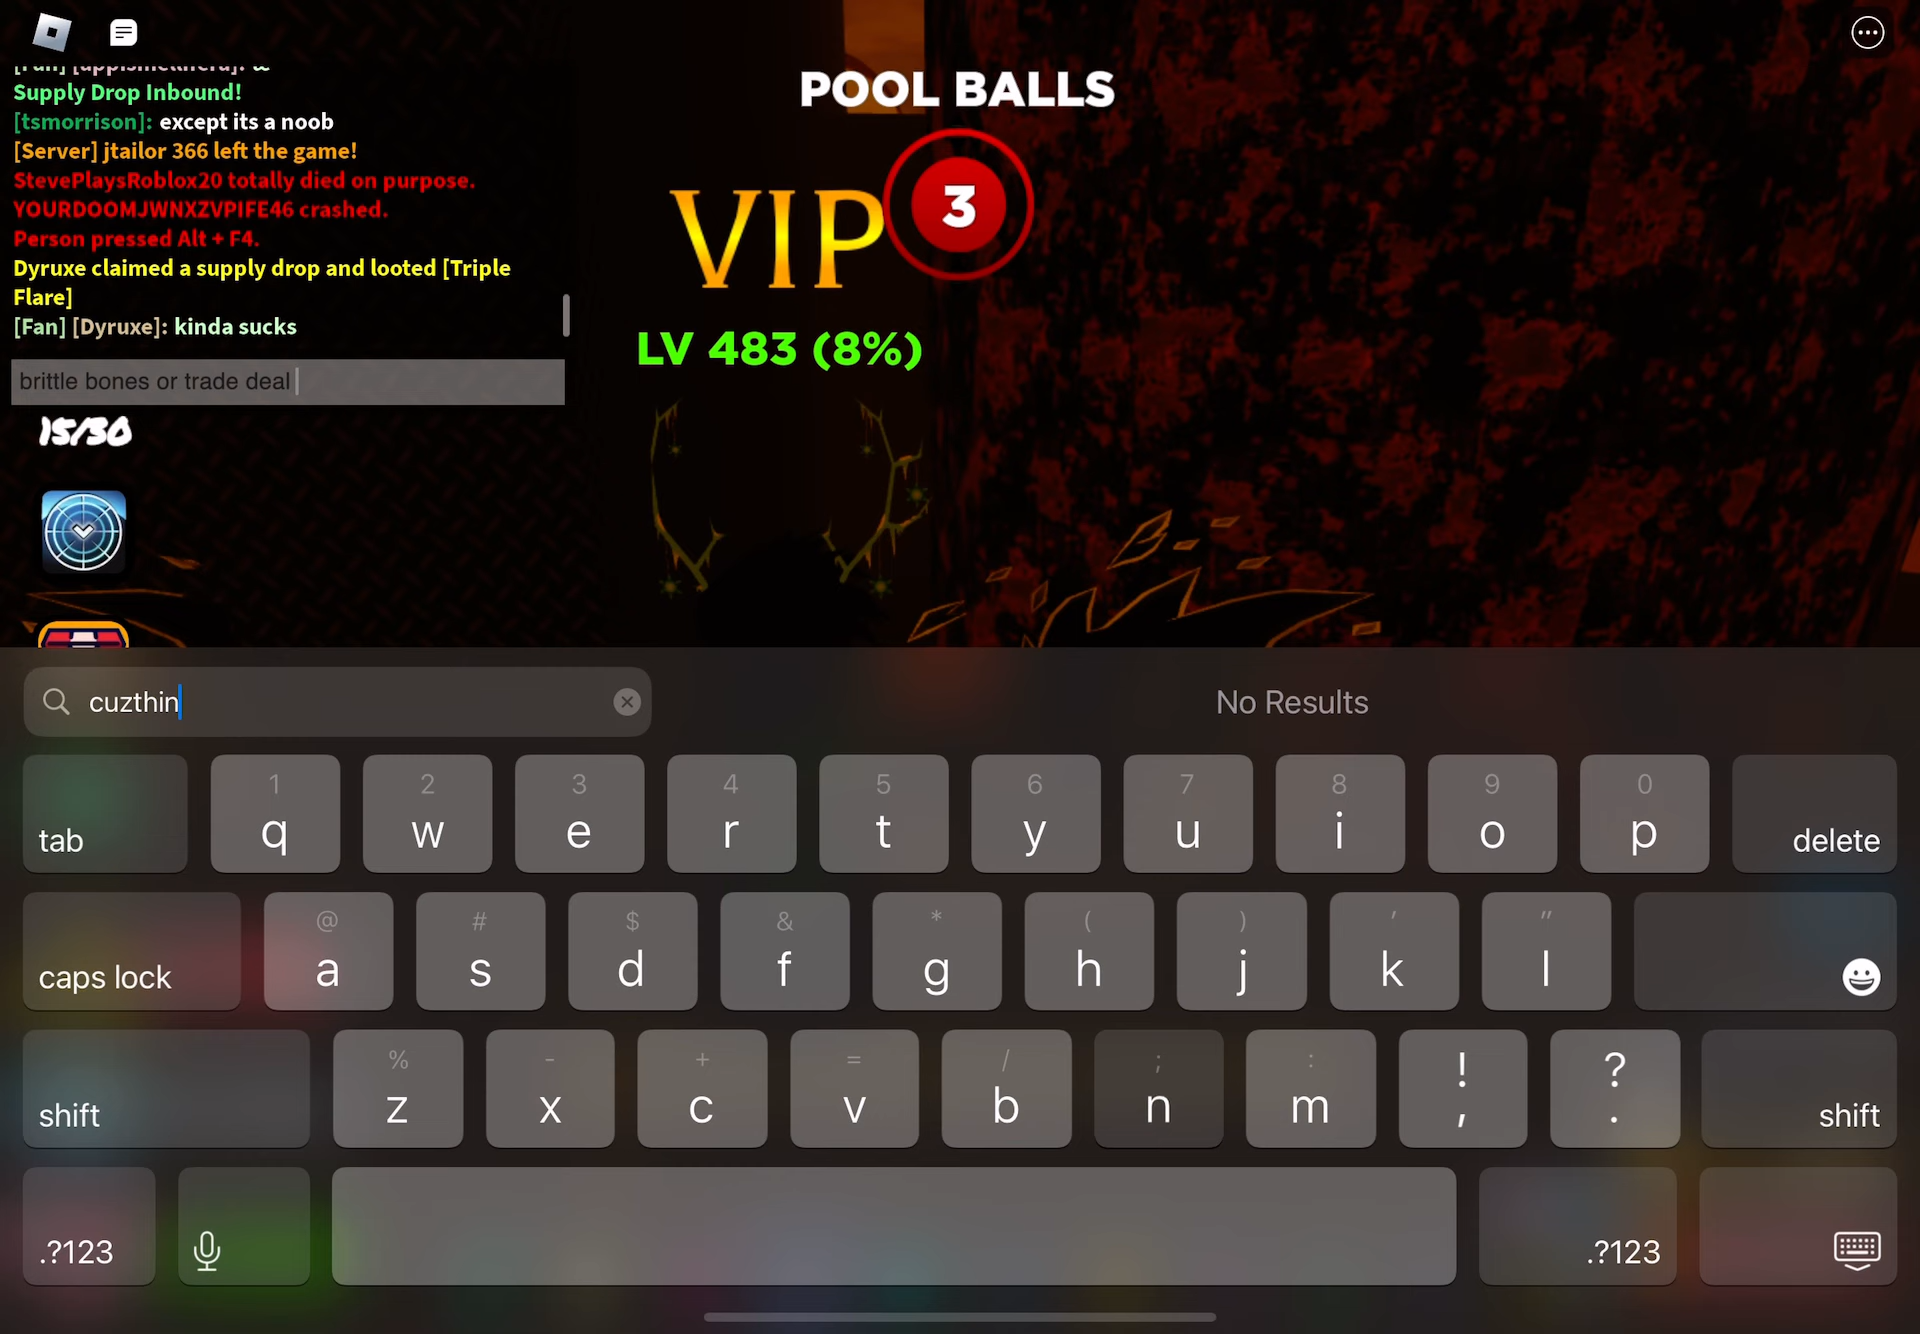 Supply Drop Inbound!
[tsmorrison]: except its a noob
[Server] jtailor 366 left the game!
StevePlaysRoblox20 totally died on purpose.
YOURDOOMJWNXZVPIFE46 crashed.
Person pressed Alt + F4.
Dyruxe claimed a supply drop and looted [Triple
Flare]
[Fan] [Dyruxe]: kinda sucks
brittle bones or trade deal
15/30
POOL BALLS
3
VIP
LV 483 (8%)
cuzthin
No Results
1 2 3 4 5 6 7 8 9 0
tab q w e r t y u i o p delete
@ # $ & * ( ) ' "
caps lock a s d f g h j k l
% - + = / ; : ! ?
shift z x c v b n m , . shift
.?123 .?123